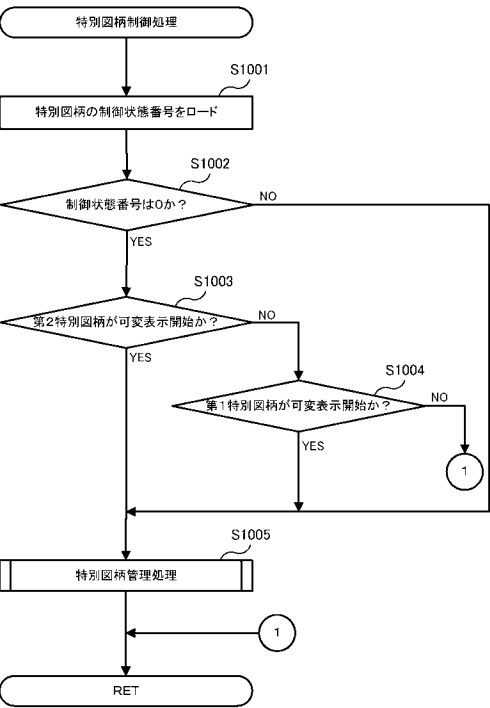 特別図柄制御処理
S1001
特別図柄の制御状態番号をロード
S1002
制御状態番号は0か？
NO
YES
S1003
第2特別図柄が可変表示開始か？
NO
YES
S1004
第1特別図柄が可変表示開始か？
NO
YES
1
S1005
特別図柄管理処理
1
RET